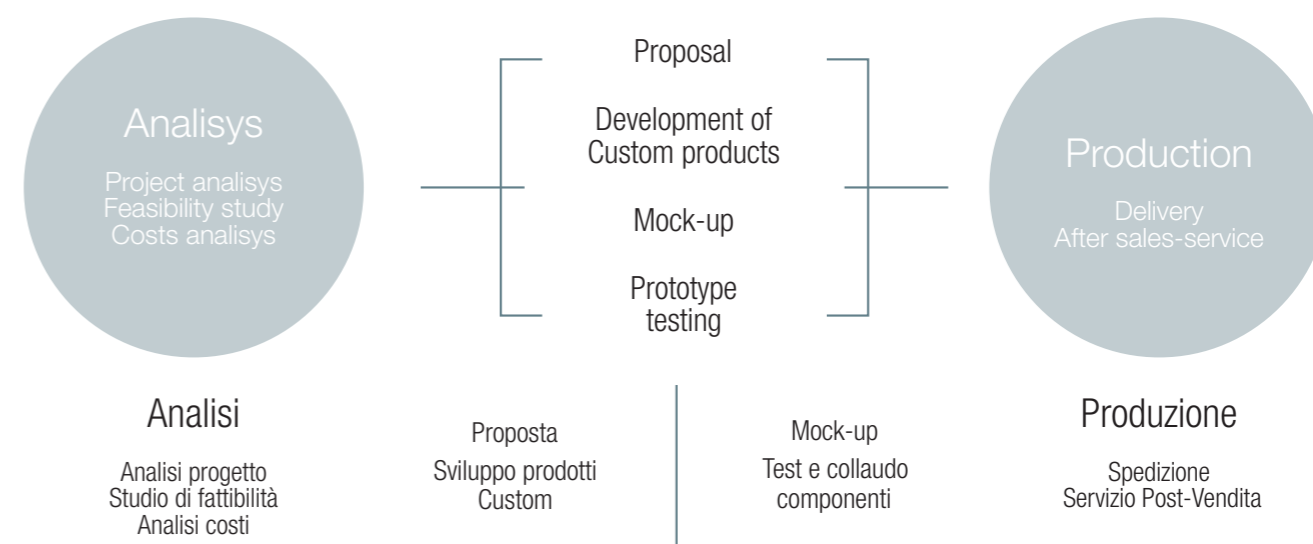 Analisys
Project analisys
Feasibility study
Costs analisys
Proposal
Development of
Custom products
Mock-up
Prototype
testing
Production
Delivery
After sales-service
Analisi
Analisi progetto
Studio di fattibilità
Analisi costi
Proposta
Sviluppo prodotti
Custom
Mock-up
Test e collaudo
componenti
Produzione
Spedizione
Servizio Post-Vendita